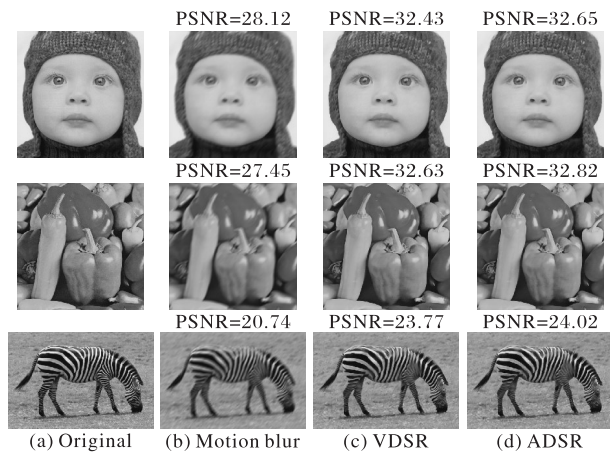 PSNR=28.12 PSNR=32.43 PSNR=32.65
PSNR=27.45 PSNR=32.63 PSNR=32.82
PSNR=20.74 PSNR=23.77 PSNR=24.02
(a) Original (b) Motion blur (c) VDSR (d) ADSR